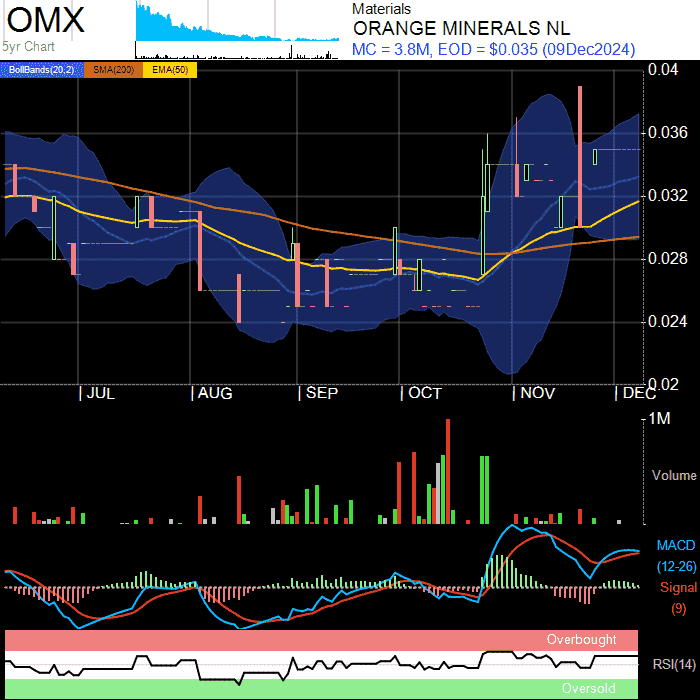 OMX
5yr Chart
Materials
ORANGE MINERALS NL
MC = 3.8M, EOD = $0.035 (09Dec2024)
BollBands(20,2) SMA(200) EMA(50)
0.04
0.036
0.032
0.028
0.024
0.02
| JUL | AUG | SEP | OCT | NOV | DEC
1M
Volume
MACD
(12-26)
Signal
(9)
Overbought
RSI(14)
Oversold